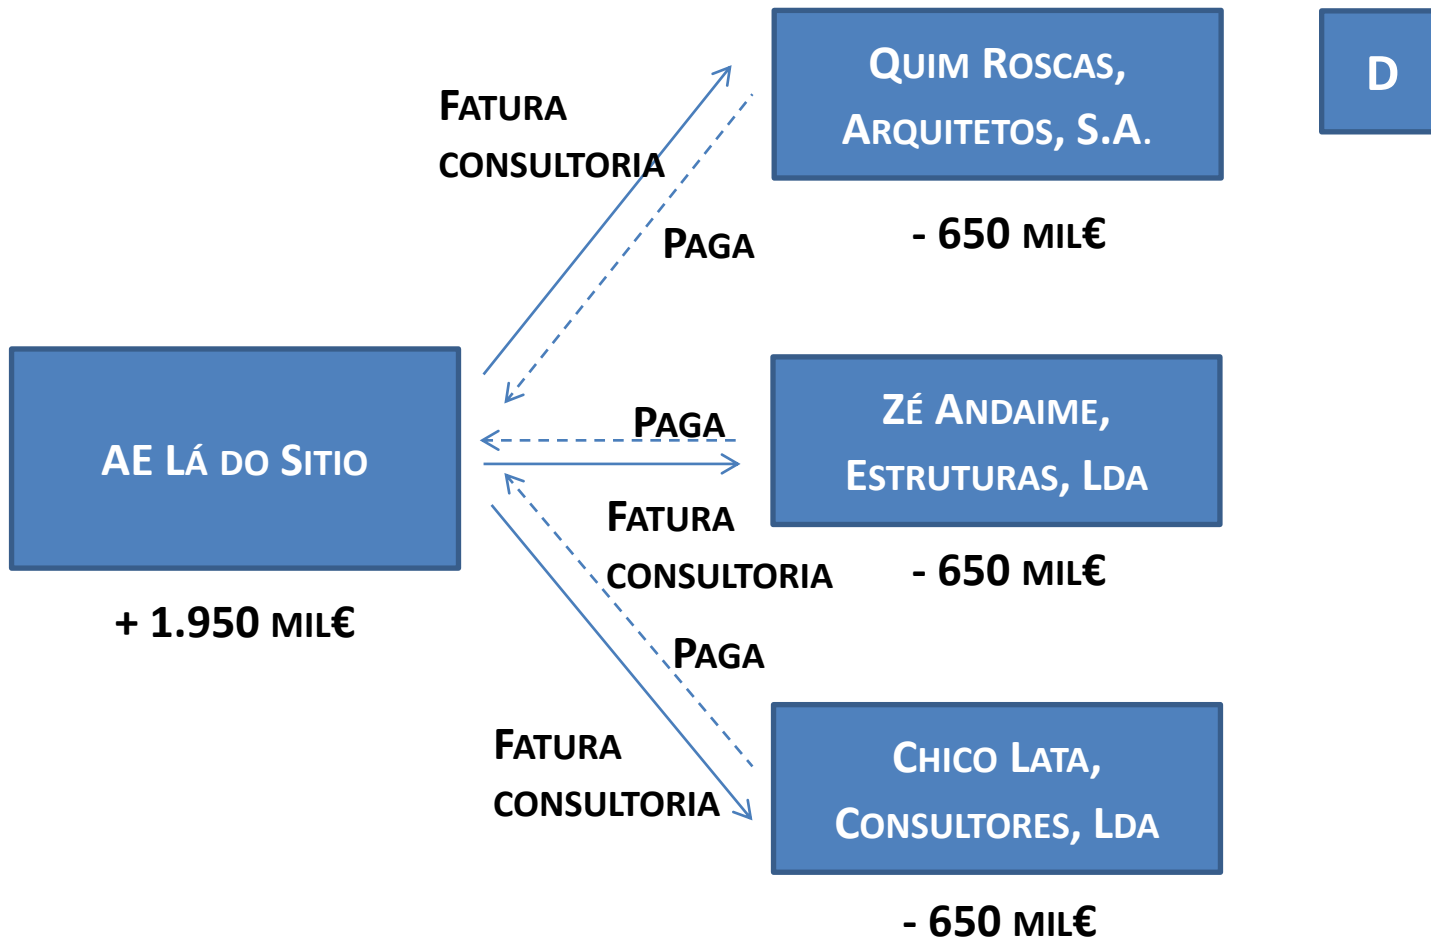 Quim Roscas,
Arquitetos, S.A.
D
Fatura
consultoria
Paga
- 650 mil€
AE Lá do Sitio
+ 1.950 mil€
Paga
Zé Andaime,
Estruturas, Lda
Fatura
consultoria
- 650 mil€
Paga
Fatura
consultoria
Chico Lata,
Consultores, Lda
- 650 mil€